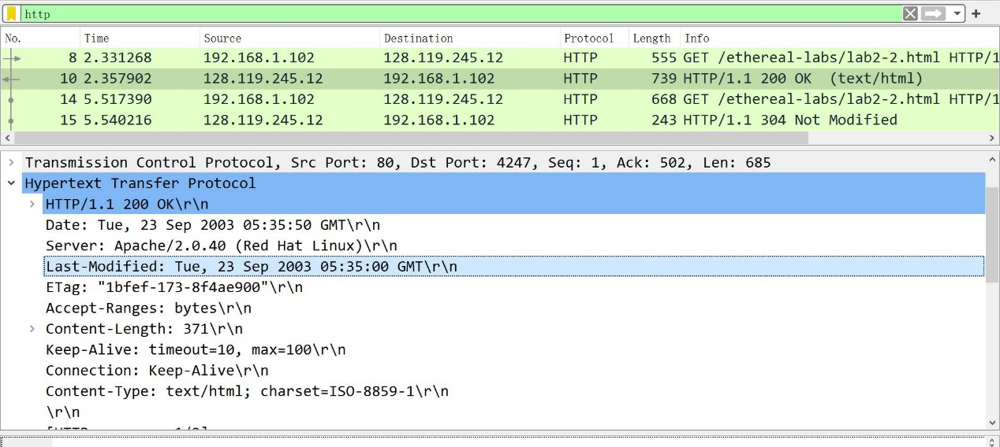 http
No. Time Source Destination Protocol Length Info
8 2.331268 192.168.1.102 128.119.245.12 HTTP 555 GET /ethereal-labs/lab2-2.html HTTP/1
10 2.357902 128.119.245.12 192.168.1.102 HTTP 739 HTTP/1.1 200 OK (text/html)
14 5.517390 192.168.1.102 128.119.245.12 HTTP 668 GET /ethereal-labs/lab2-2.html HTTP/1
15 5.540216 128.119.245.12 192.168.1.102 HTTP 243 HTTP/1.1 304 Not Modified
Transmission Control Protocol, Src Port: 80, Dst Port: 4247, Seq: 1, Ack: 502, Len: 685
Hypertext Transfer Protocol
HTTP/1.1 200 OK\r\n
Date: Tue, 23 Sep 2003 05:35:50 GMT\r\n
Server: Apache/2.0.40 (Red Hat Linux)\r\n
Last-Modified: Tue, 23 Sep 2003 05:35:00 GMT\r\n
ETag: "1bfef-173-8f4ae900"\r\n
Accept-Ranges: bytes\r\n
Content-Length: 371\r\n
Keep-Alive: timeout=10, max=100\r\n
Connection: Keep-Alive\r\n
Content-Type: text/html; charset=ISO-8859-1\r\n
\r\n